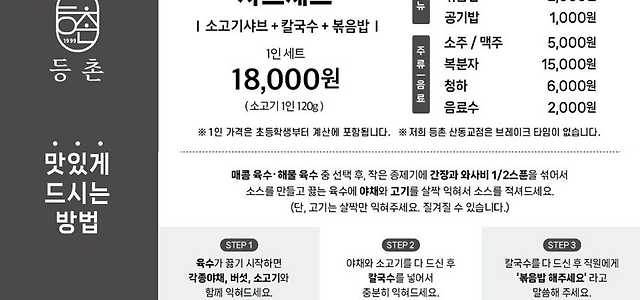 등촌
1999
등 촌
| 소고기샤브 + 칼국수 + 볶음밥 |
1인 세트
18,000원
( 소고기 1인 120g )
뉴
볶음밥
공기밥 1,000원
주류 | 음료
소주 / 맥주 5,000원
복분자 15,000원
청하 6,000원
음료수 2,000원
※ 1인 가격은 초등학생부터 계산에 포함됩니다. ※ 저희 등촌 산동교점은 브레이크 타임이 없습니다.
맛있게
드시는
방법
매콤 육수·해물 육수 중 선택 후, 작은 종제기에 간장과 와사비 1/2스푼을 섞어서
소스를 만들고 끓는 육수에 야채와 고기를 살짝 익혀서 소스를 적셔드세요.
(단, 고기는 살짝만 익혀주세요. 질겨질 수 있습니다.)
STEP 1
육수가 끓기 시작하면
각종야채, 버섯, 소고기와
함께 익혀드세요.
STEP 2
야채와 소고기를 다 드신 후
칼국수를 넣어서
충분히 익혀드세요.
STEP 3
칼국수를 다 드신 후 직원에게
'볶음밥 해주세요' 라고
말씀해 주세요.